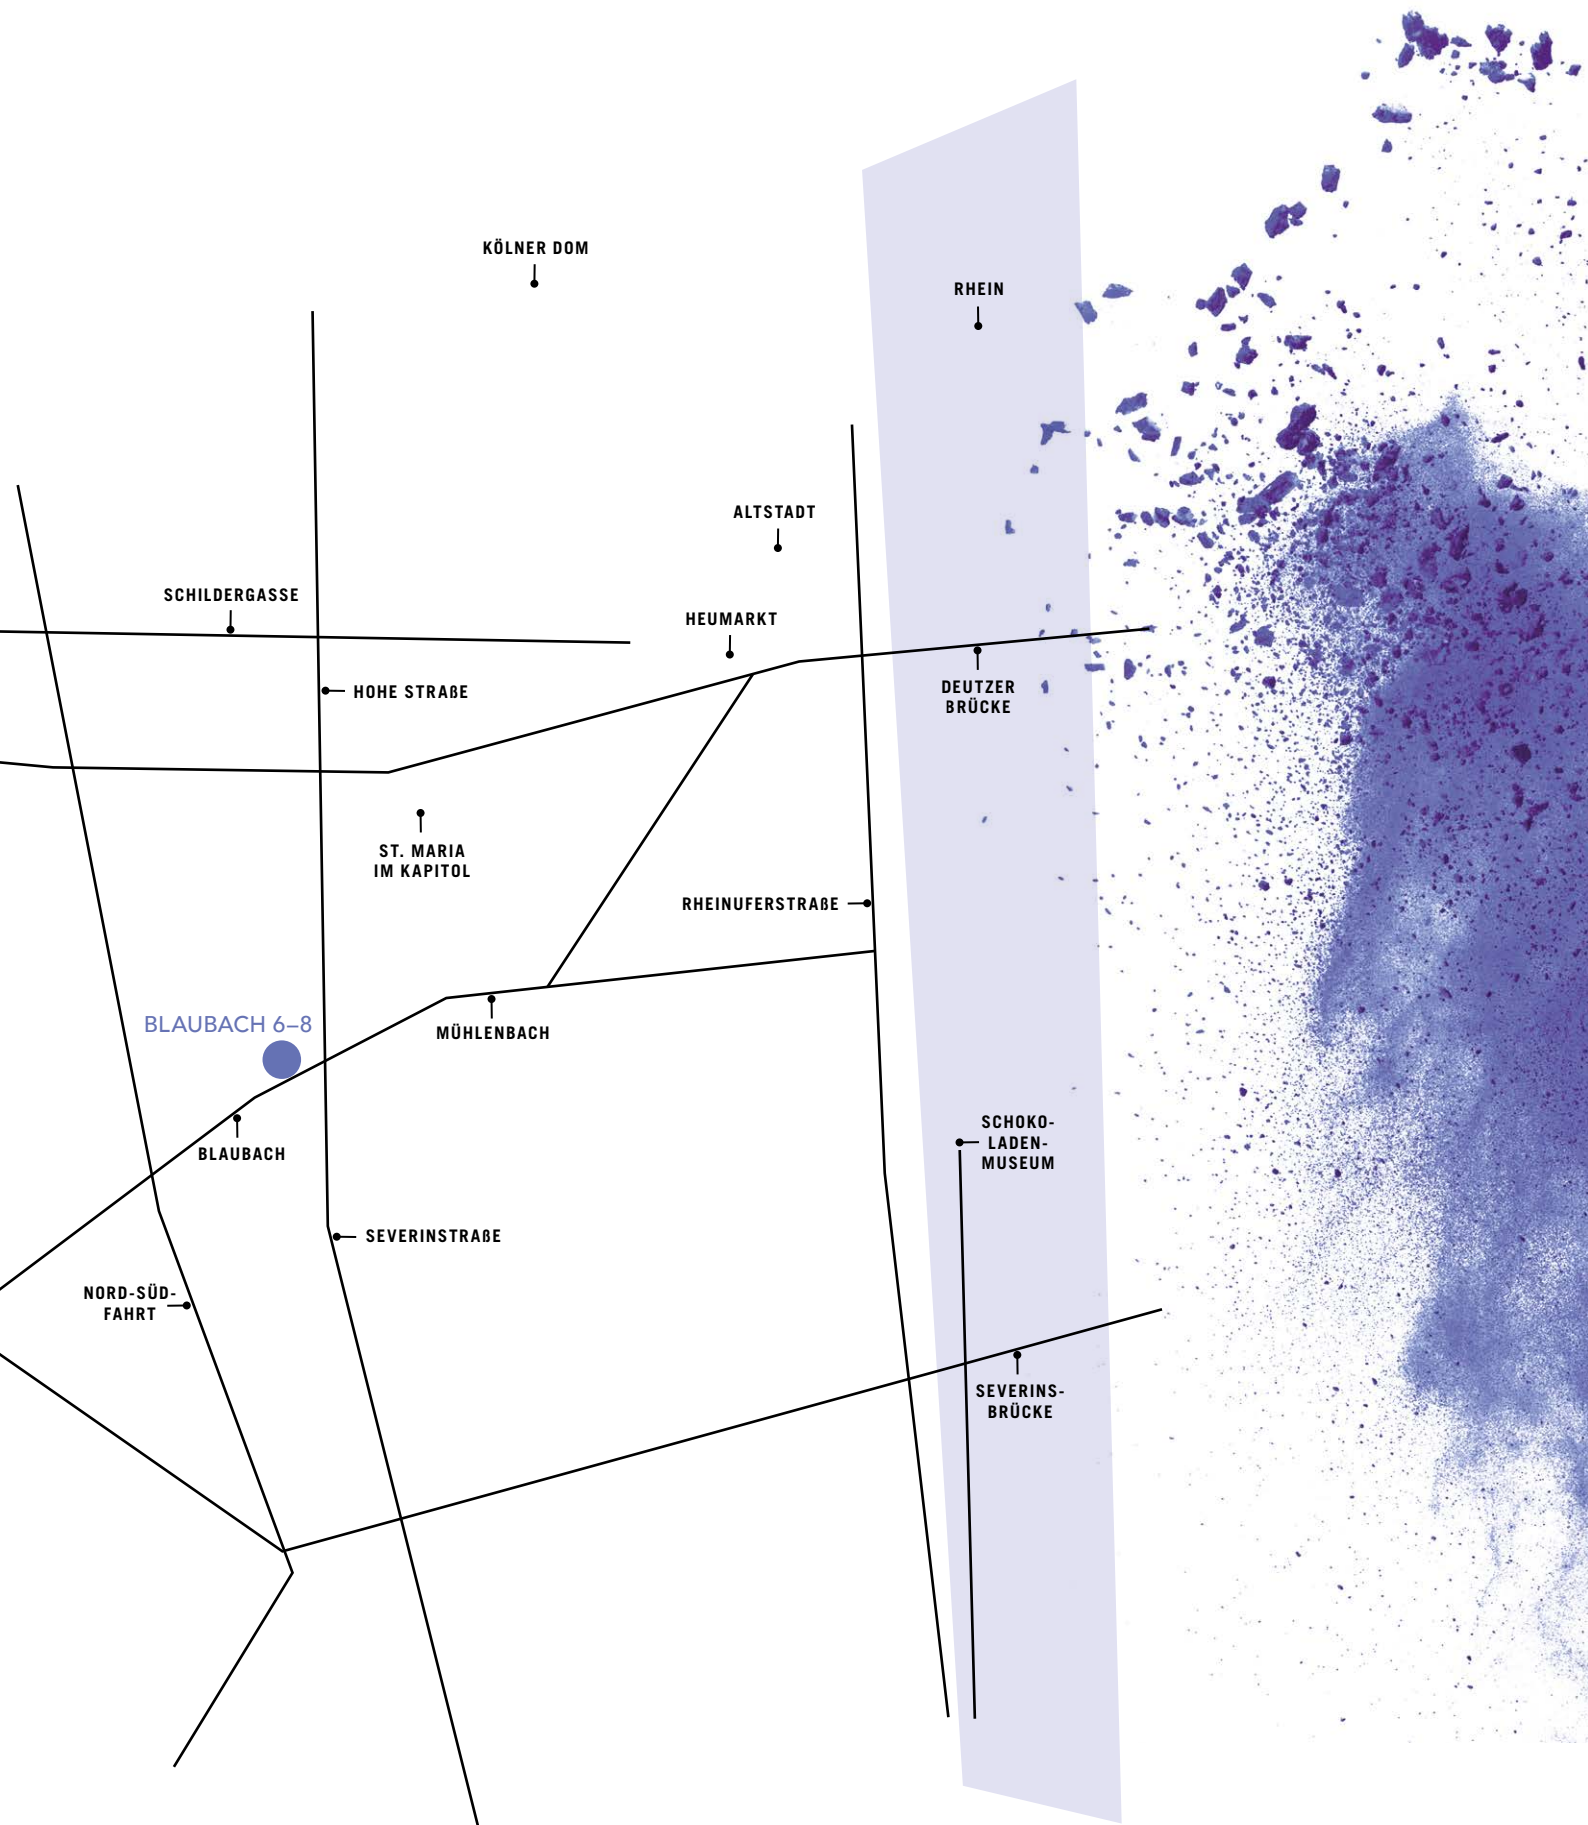 KÖLNER DOM
RHEIN
ALTSTADT
SCHILDERGASSE
HEUMARKT
HOHE STRAßE
DEUTZER
BRÜCKE
ST. MARIA
IM KAPITOL
RHEINUFERSTRAßE
BLAUBACH 6–8
MÜHLENBACH
SCHOKO-
LADEN-
MUSEUM
BLAUBACH
SEVERINSTRAßE
NORD-SÜD-
FAHRT
SEVERINS-
BRÜCKE